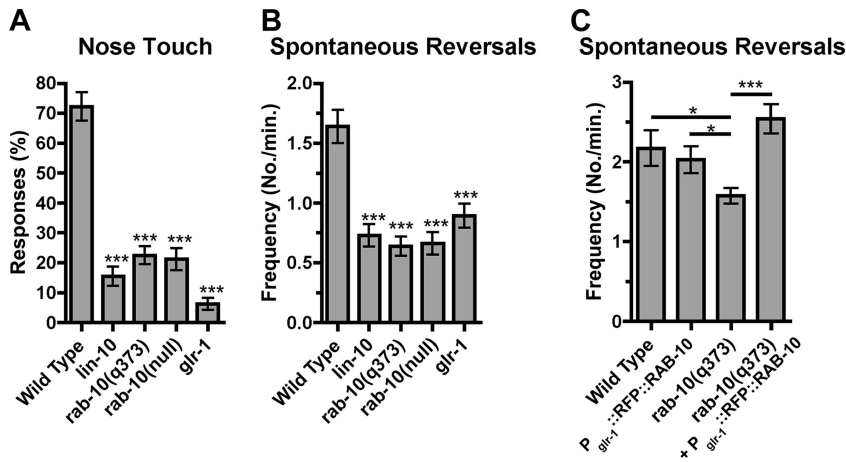 A
Nose Touch
Responses (%)
80
70
60
50
40
30
20
10
0
***
***
***
***
Wild Type
lin-10
rab-10(q373)
rab-10(null)
glr-1
B
Spontaneous Reversals
Frequency (No./min.)
2.0
1.5
1.0
0.5
0.0
***
***
***
***
Wild Type
lin-10
rab-10(q373)
rab-10(null)
glr-1
C
Spontaneous Reversals
Frequency (No./min.)
3
2
1
0
***
*
*
Wild Type
P glr-1 ::RFP::RAB-10
rab-10(q373)
rab-10(q373)
+ P glr-1 ::RFP::RAB-10